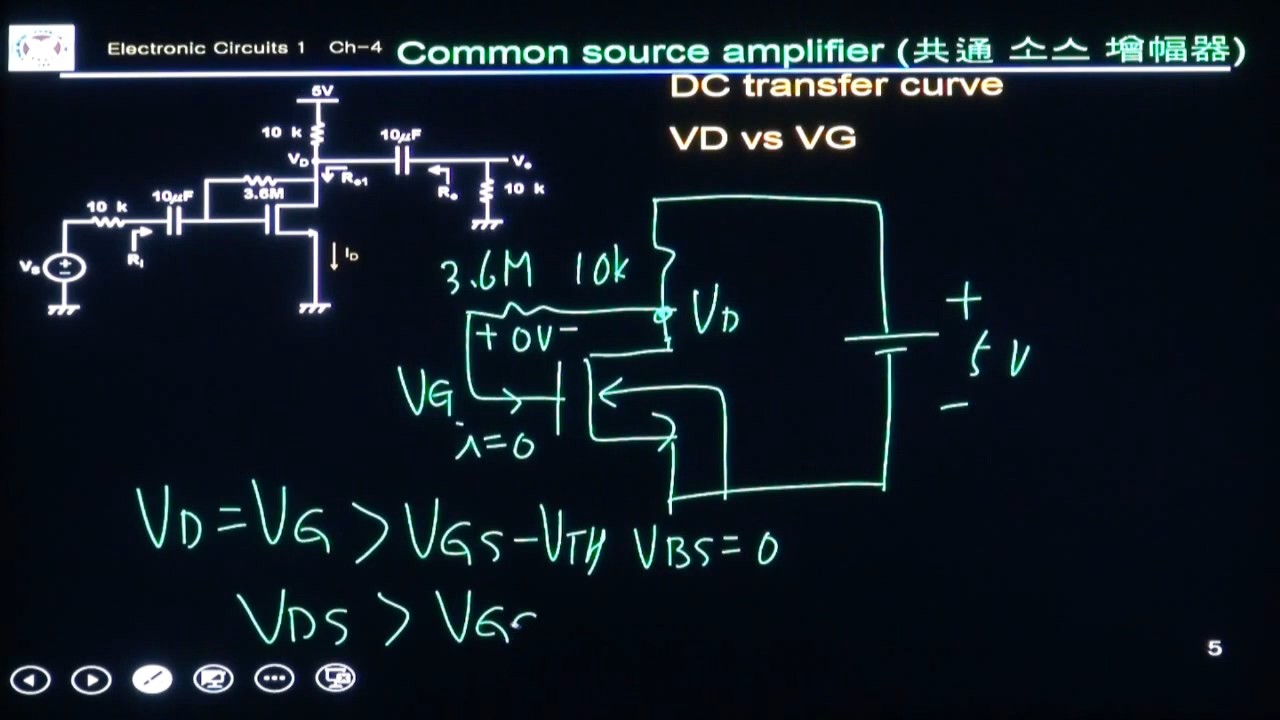 Electronic Circuits 1 Ch-4 Common source amplifier (共通 소스 增幅器)
DC transfer curve
VD vs VG
5V
10 k
10µF
VD
Vo
Ro1
Ro
10 k
3.6M
10µF
10 k
Ri
ID
Vs
3.6M 10k
VD
+ 0V -
+
5V
-
VG
i=0
VD = VG > VGS - VTH VBS = 0
VDS > VGS
5